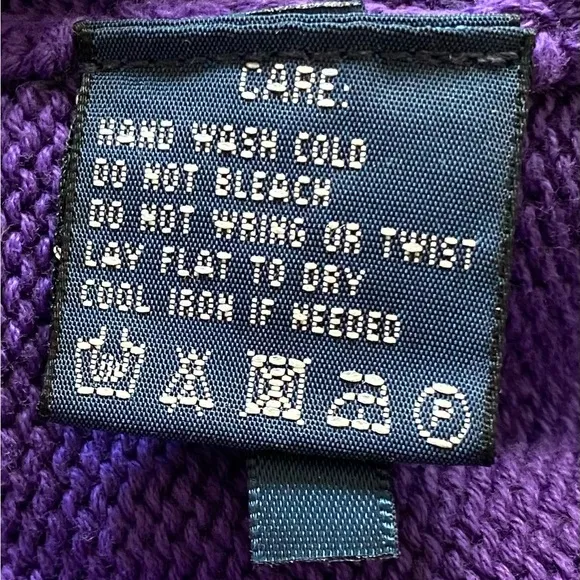 CARE:
HAND WASH COLD
DO NOT BLEACH
DO NOT WRING OR TWIST
LAY FLAT TO DRY
COOL IRON IF NEEDED
F